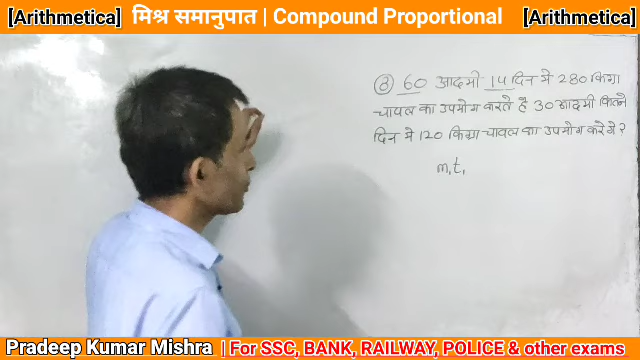 [Arithmetica] मिश्र समानुपात | Compound Proportional [Arithmetica]
⑧ 60 आदमी 14 दिन में 280 किग्रा
चावल का उपयोग करते हैं 30 आदमी कितने
दिन में 120 किग्रा चावल का उपयोग करेंगे?
m₁t₁
Pradeep Kumar Mishra | For SSC, BANK, RAILWAY, POLICE & other exams